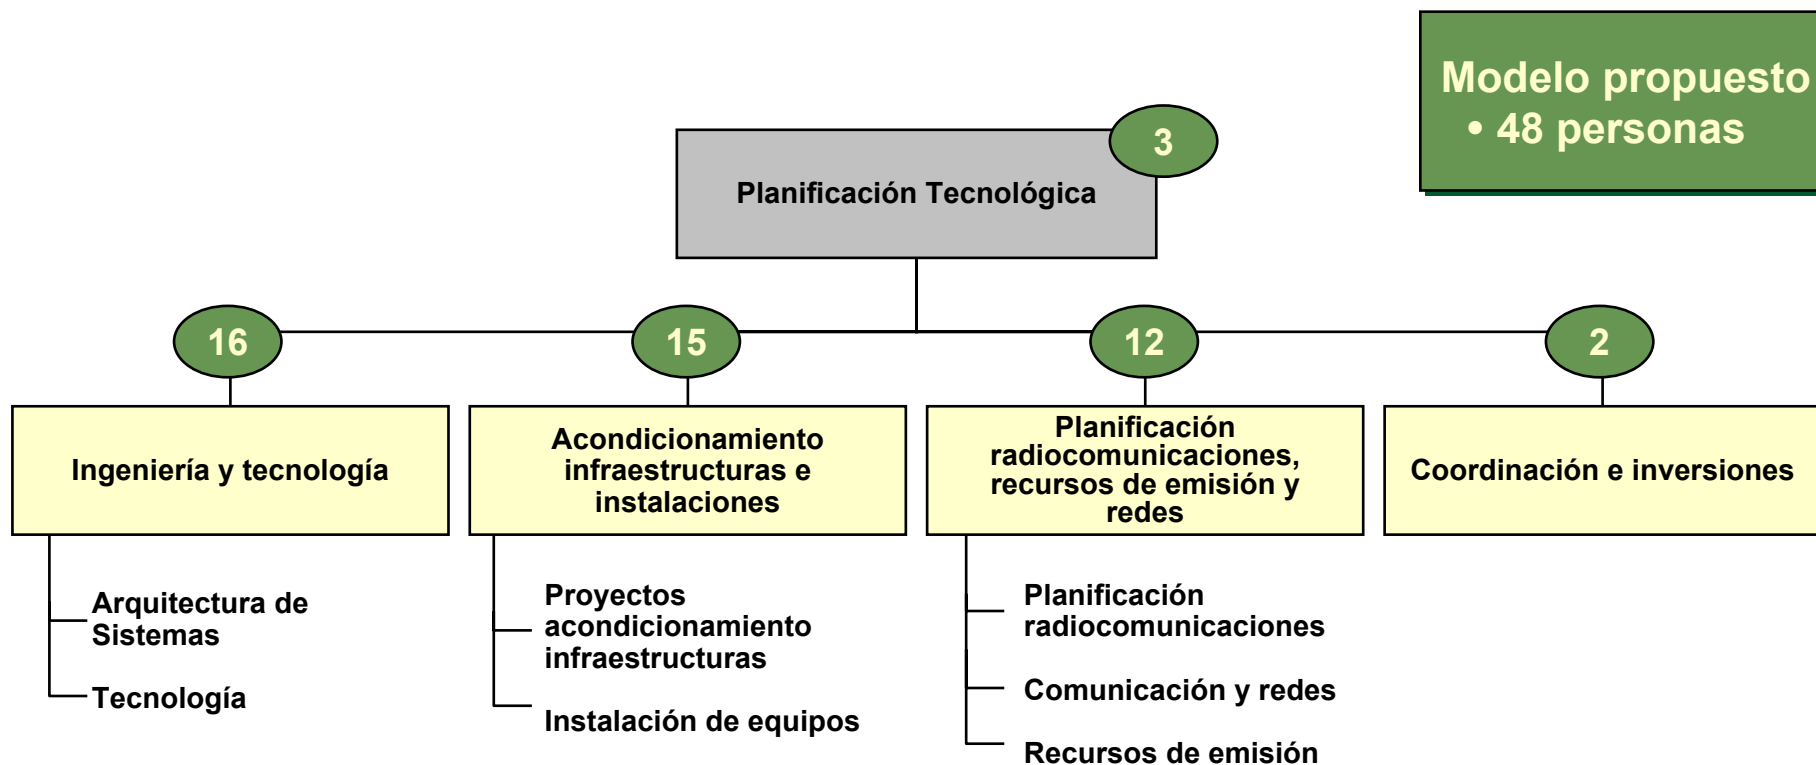 Modelo propuesto
• 48 personas
3
Planificación Tecnológica
16
15
12
2
Ingeniería y tecnología
Acondicionamiento
infraestructuras e
instalaciones
Planificación
radiocomunicaciones,
recursos de emisión y
redes
Coordinación e inversiones
Arquitectura de
Sistemas
Tecnología
Proyectos
acondicionamiento
infraestructuras
Instalación de equipos
Planificación
radiocomunicaciones
Comunicación y redes
Recursos de emisión